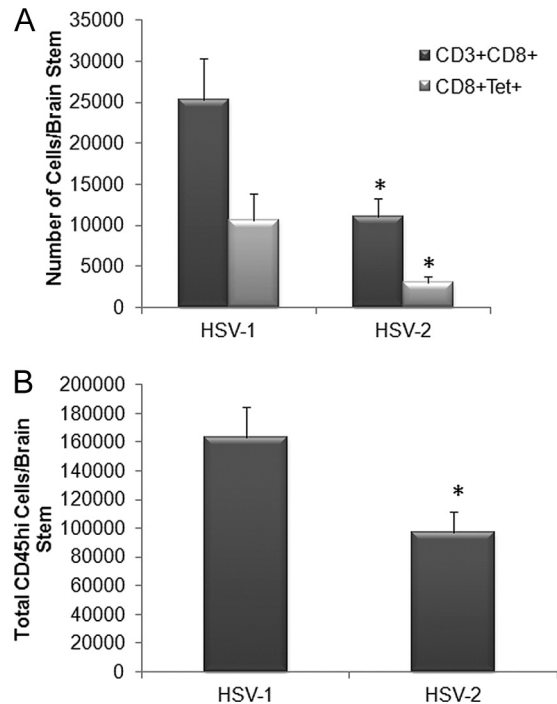 A
Number of Cells/Brain Stem
35000
30000
25000
20000
15000
10000
5000
0
CD3+CD8+
CD8+Tet+
*
*
HSV-1
HSV-2
B
Total CD45hi Cells/Brain
Stem
200000
180000
160000
140000
120000
100000
80000
60000
40000
20000
0
*
HSV-1
HSV-2